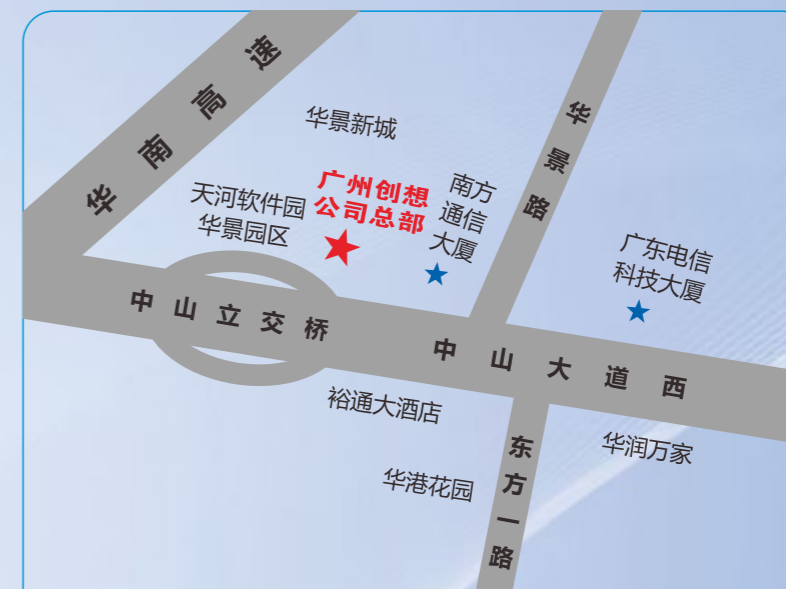 华南高速
华景新城
华景路
广州创想
公司总部
南方
通信
大厦
天河软件园
华景园区
广东电信
科技大厦
中山立交桥
中山大道西
裕通大酒店
华润万家
华港花园
东方一路